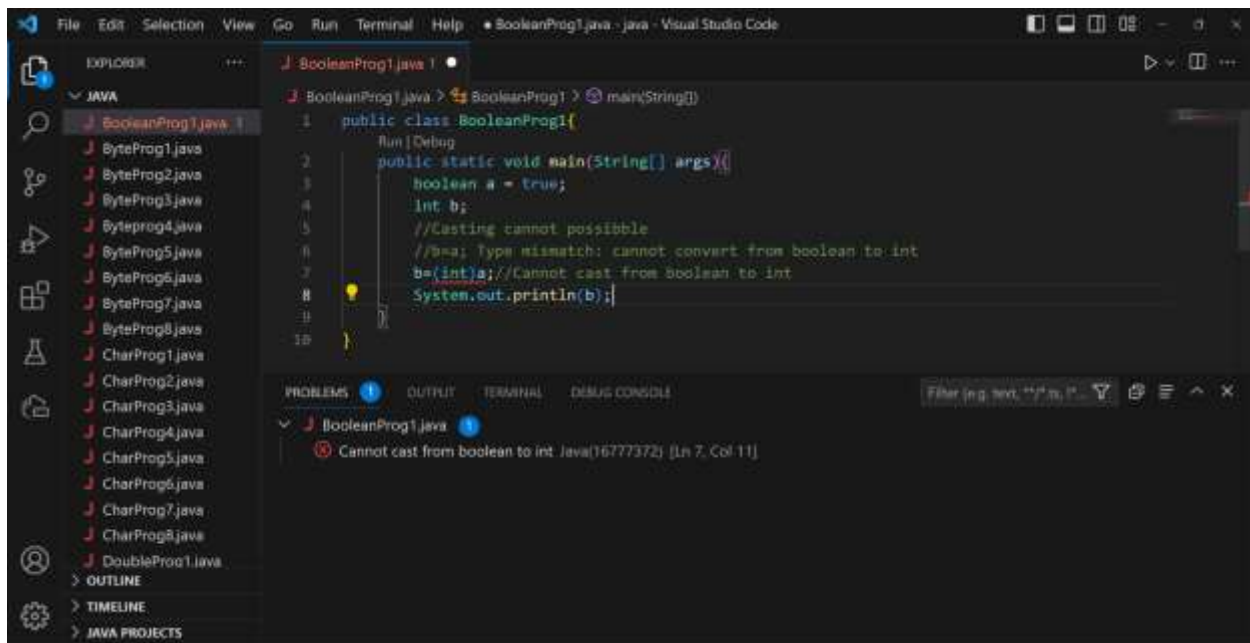 File Edit Selection View Go Run Terminal Help ● BooleanProg1.java - java - Visual Studio Code
EXPLORER ···
JAVA
BooleanProg1.java 1
ByteProg1.java
ByteProg2.java
ByteProg3.java
Byteprog4.java
ByteProg5.java
ByteProg6.java
ByteProg7.java
ByteProg8.java
CharProg1.java
CharProg2.java
CharProg3.java
CharProg4.java
CharProg5.java
CharProg6.java
CharProg7.java
CharProg8.java
DoubleProg1.java
OUTLINE
TIMELINE
JAVA PROJECTS
BooleanProg1.java 1 ●
BooleanProg1.java > BooleanProg1 > main(String[])
1 public class BooleanProg1{
Run | Debug
2 public static void main(String[] args){
3 boolean a = true;
4 int b;
5 //Casting cannot possibble
6 //b=a; Type mismatch: cannot convert from boolean to int
7 b=(int)a;//Cannot cast from boolean to int
8 System.out.println(b);
9 }
10 }
PROBLEMS 1 OUTPUT TERMINAL DEBUG CONSOLE Filter (e.g. text,
BooleanProg1.java 1
Cannot cast from boolean to int Java(16777372) [Ln 7, Col 11]